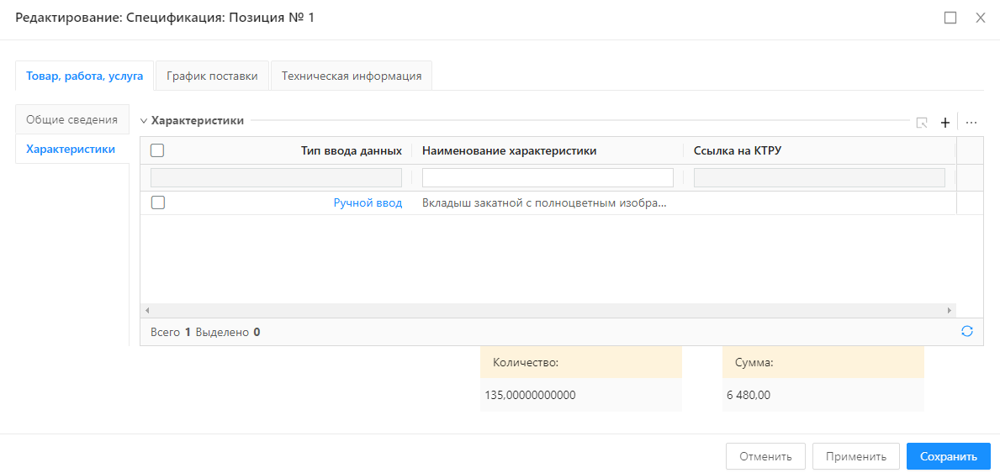 Редактирование: Спецификация: Позиция № 1
Товар, работа, услуга График поставки Техническая информация
Общие сведения
Характеристики
Характеристики
Тип ввода данных Наименование характеристики Ссылка на КТРУ
Ручной ввод Вкладыш закатной с полноцветным изобра...
Всего 1 Выделено 0
Количество: Сумма:
135,00000000000 6 480,00
Отменить Применить Сохранить